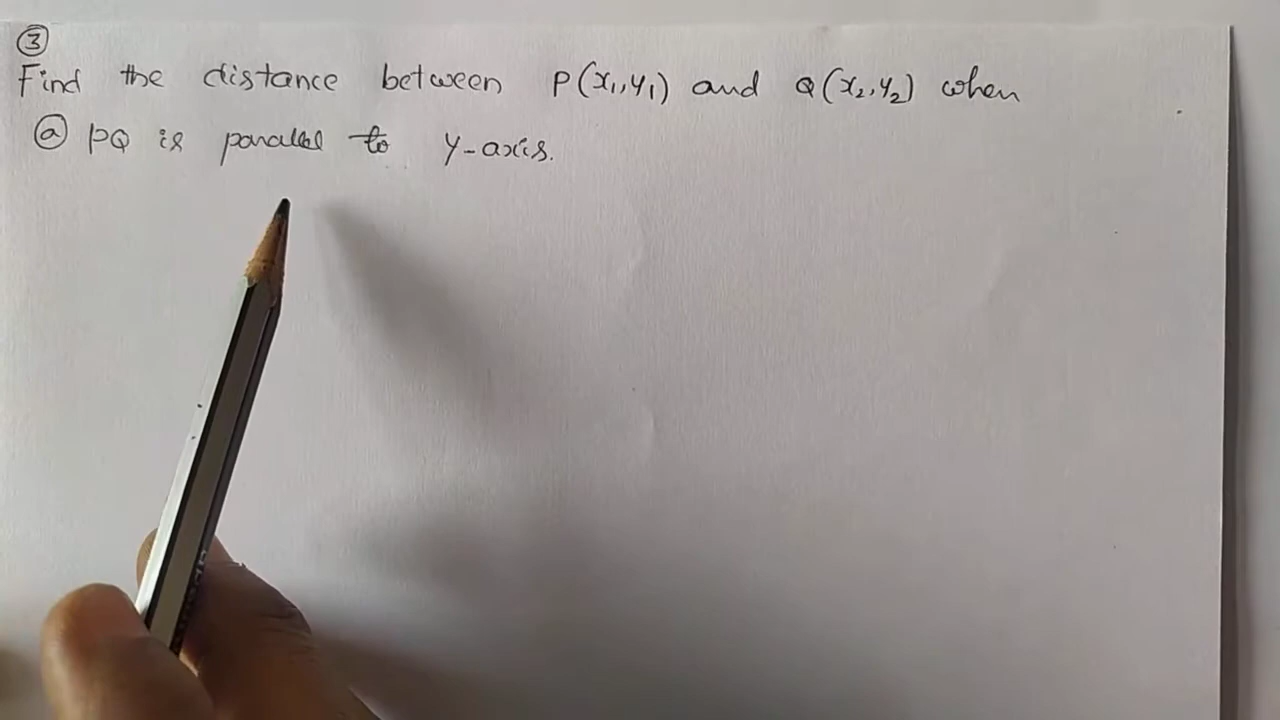 ③
Find the distance between P(x₁,y₁) and Q(x₂,y₂) when
ⓐ PQ is parallel to y-axis.